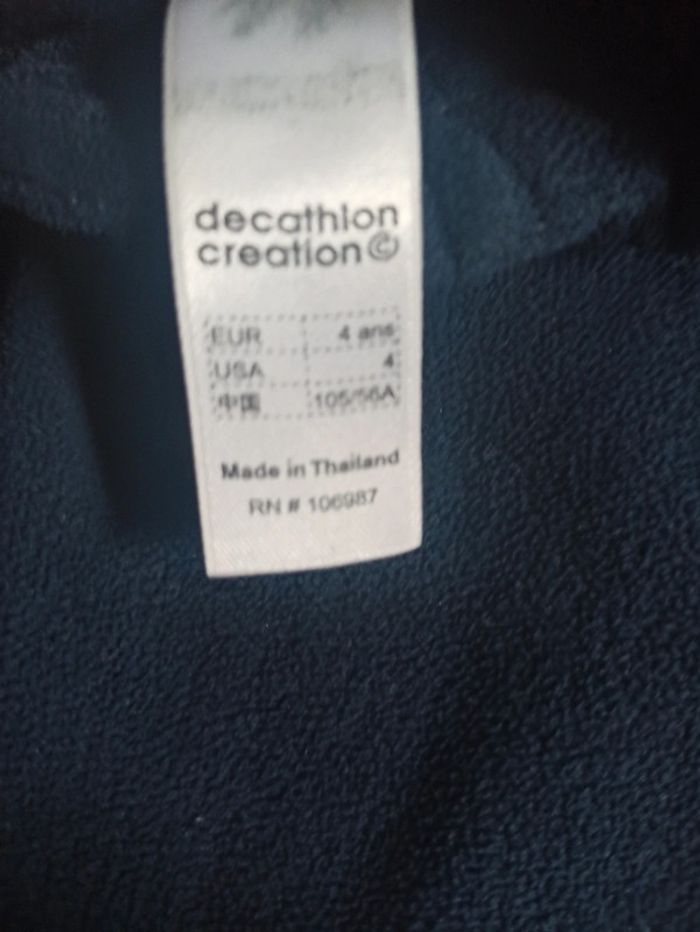 decathlon
creation©
EUR 4 ans
USA 4
中国 105/56A
Made in Thailand
RN # 106987